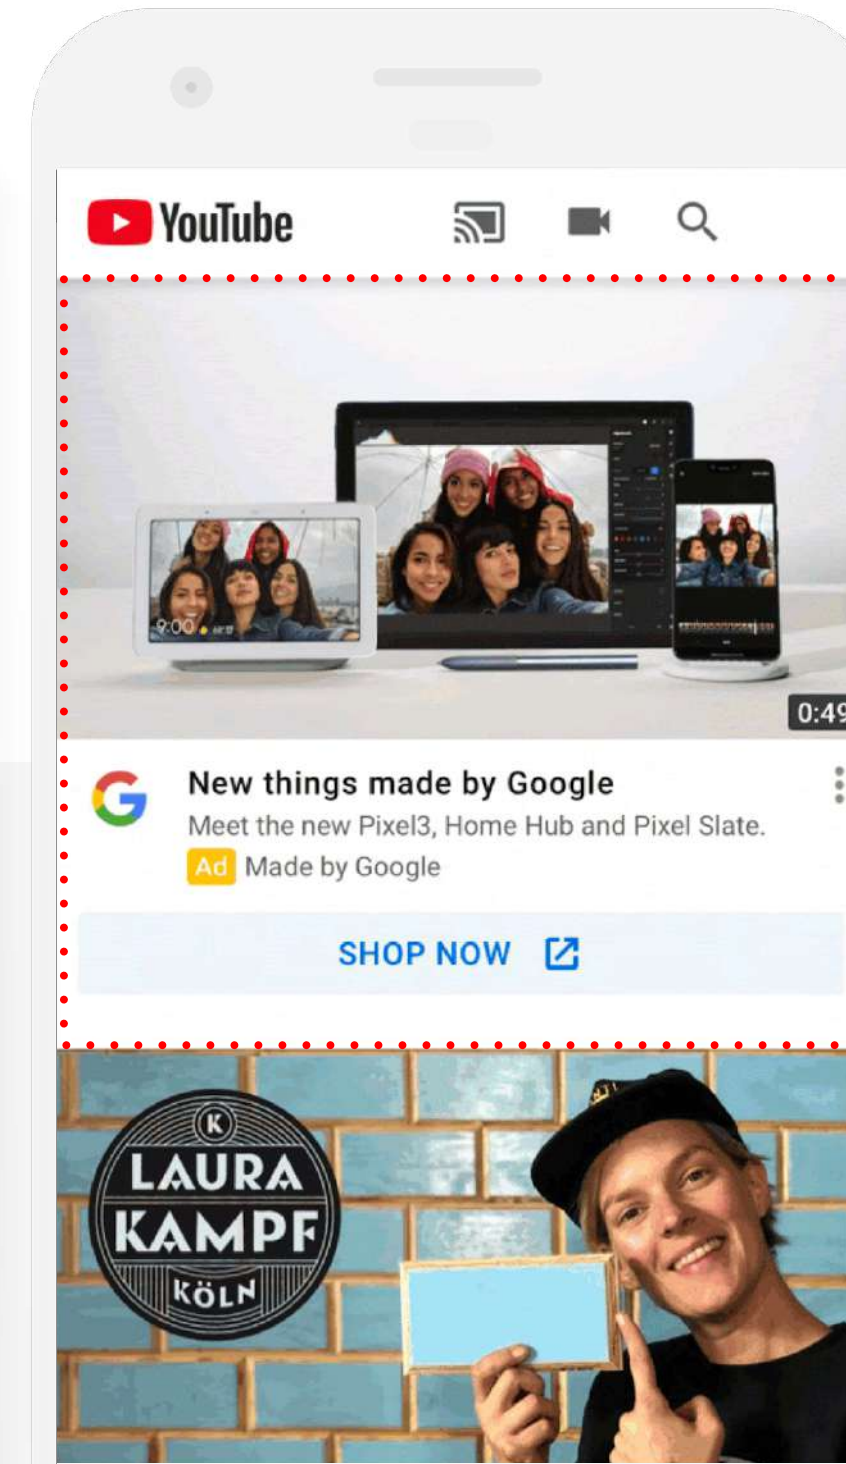 YouTube
9:00
0:49
New things made by Google
Meet the new Pixel3, Home Hub and Pixel Slate.
Ad Made by Google
SHOP NOW
K
LAURA
KAMPF
KÖLN